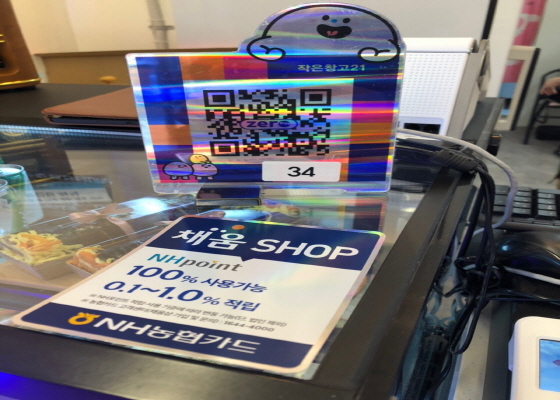 작은창고21
zero
34
채움 SHOP
NHpoint
100% 사용가능
0.1~1.0% 적립
NH농협카드